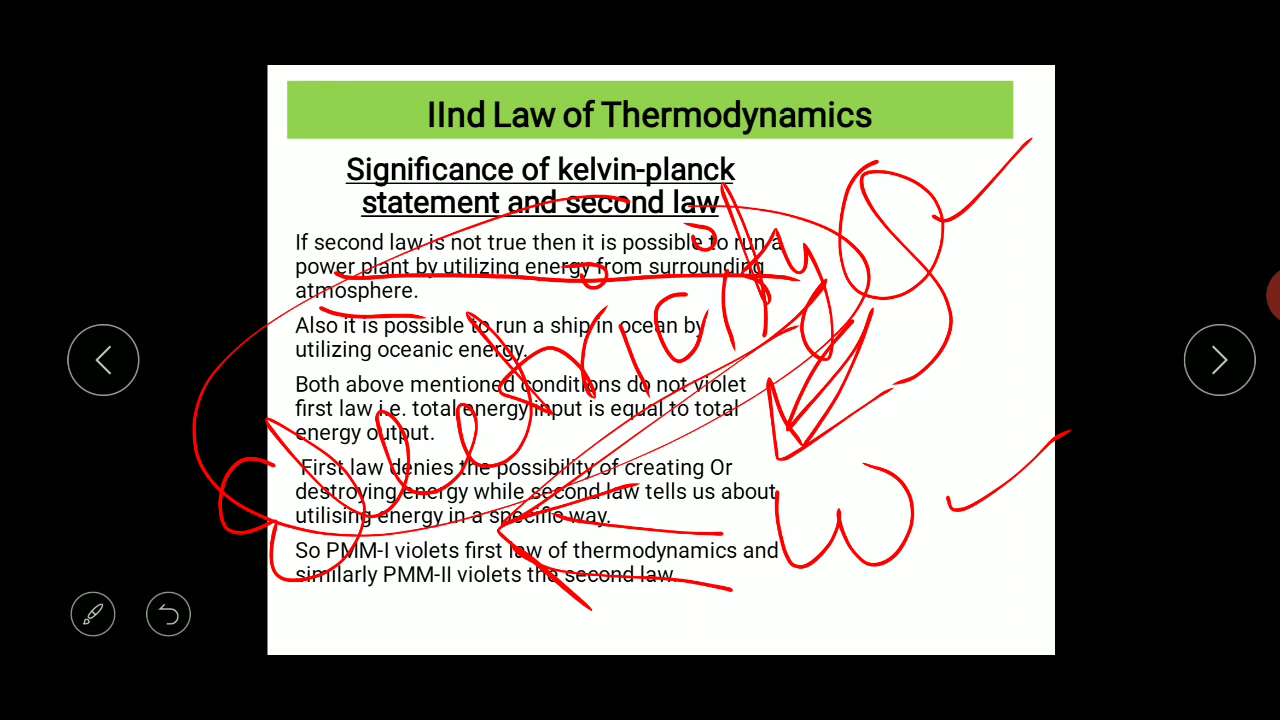 IInd Law of Thermodynamics
Significance of kelvin-planck
statement and second law
If second law is not true then it is possible to run a
power plant by utilizing energy from surrounding
atmosphere.
Also it is possible to run a ship in ocean by
utilizing oceanic energy.
Both above mentioned conditions do not violet
first law i.e. total energy input is equal to total
energy output.
First law denies the possibility of creating Or
destroying energy while second law tells us about
utilising energy in a specific way.
So PMM-I violets first law of thermodynamics and
similarly PMM-II violets the second law.
Electricity
Q
W